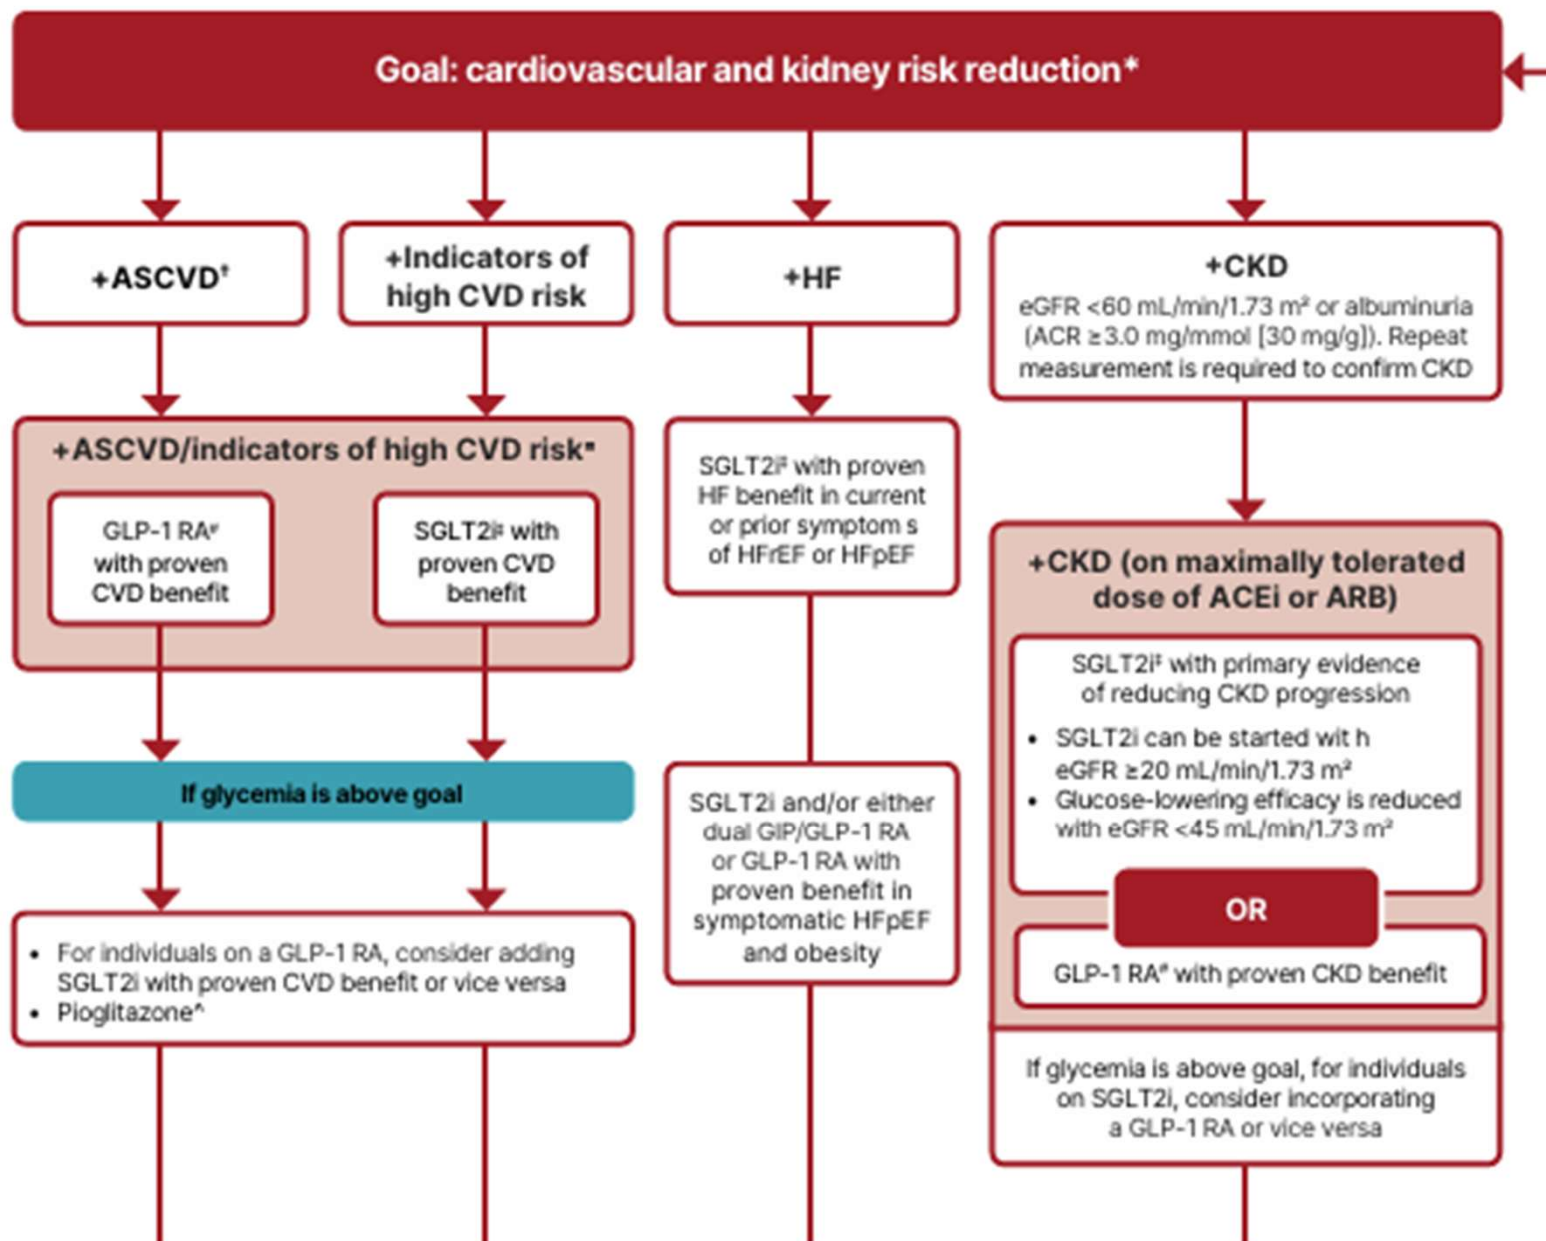 Goal: cardiovascular and kidney risk reduction*
+ASCVD†
+Indicators of
high CVD risk
+HF
+CKD
eGFR <60 mL/min/1.73 m² or albuminuria
(ACR ≥3.0 mg/mmol [30 mg/g]). Repeat
measurement is required to confirm CKD
+ASCVD/indicators of high CVD risk▪
GLP-1 RA#
with proven
CVD benefit
SGLT2i‡ with
proven CVD
benefit
SGLT2i‡ with proven
HF benefit in current
or prior symptom s
of HFrEF or HFpEF
+CKD (on maximally tolerated
dose of ACEi or ARB)
SGLT2i‡ with primary evidence
of reducing CKD progression
• SGLT2i can be started wit h
eGFR ≥20 mL/min/1.73 m²
• Glucose-lowering efficacy is reduced
with eGFR <45 mL/min/1.73 m²
OR
GLP-1 RA# with proven CKD benefit
If glycemia is above goal, for individuals
on SGLT2i, consider incorporating
a GLP-1 RA or vice versa
If glycemia is above goal
• For individuals on a GLP-1 RA, consider adding
SGLT2i with proven CVD benefit or vice versa
• Pioglitazone^
SGLT2i and/or either
dual GIP/GLP-1 RA
or GLP-1 RA with
proven benefit in
symptomatic HFpEF
and obesity